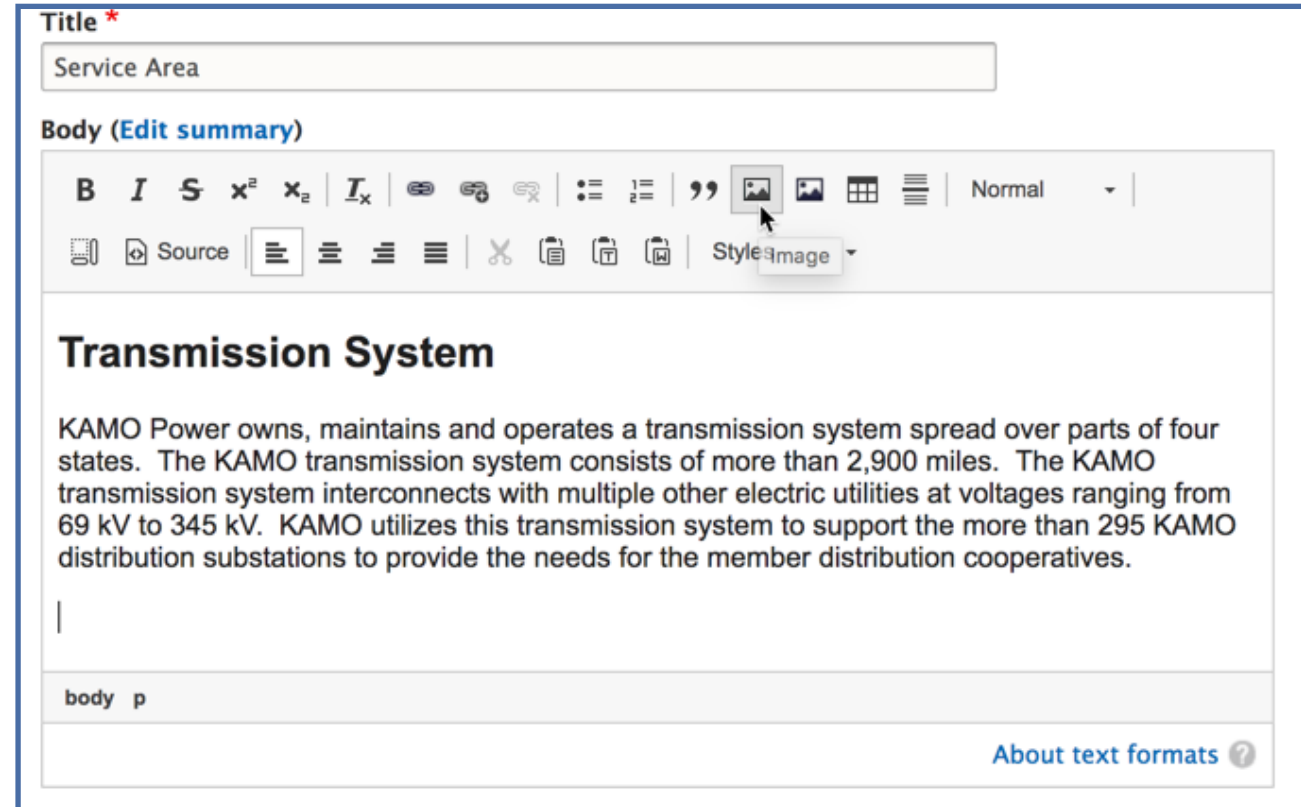 Title *
Service Area
Body (Edit summary)
B I S x² x₂ Tx Normal
Source Styles Image
Transmission System
KAMO Power owns, maintains and operates a transmission system spread over parts of four
states.  The KAMO transmission system consists of more than 2,900 miles.  The KAMO
transmission system interconnects with multiple other electric utilities at voltages ranging from
69 kV to 345 kV.  KAMO utilizes this transmission system to support the more than 295 KAMO
distribution substations to provide the needs for the member distribution cooperatives.
body p
About text formats ?